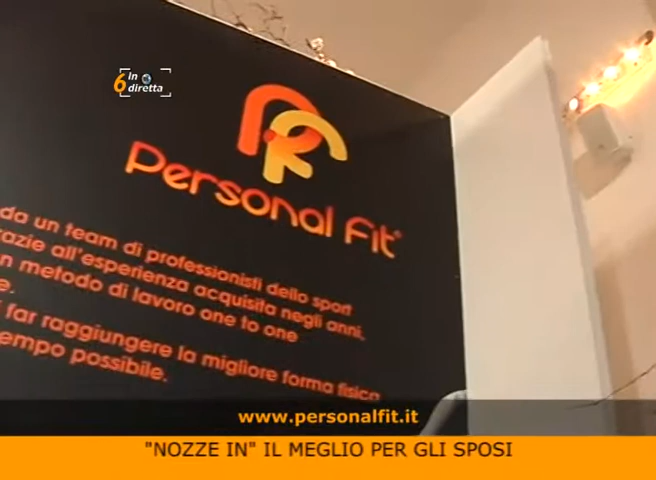 6 in
diretta
Personal Fit®
da un team di professionisti dello sport
razie all'esperienza acquisita negli anni,
n metodo di lavoro one to one
e.
far raggiungere la migliore forma fisica
empo possibile.
www.personalfit.it
"NOZZE IN" IL MEGLIO PER GLI SPOSI